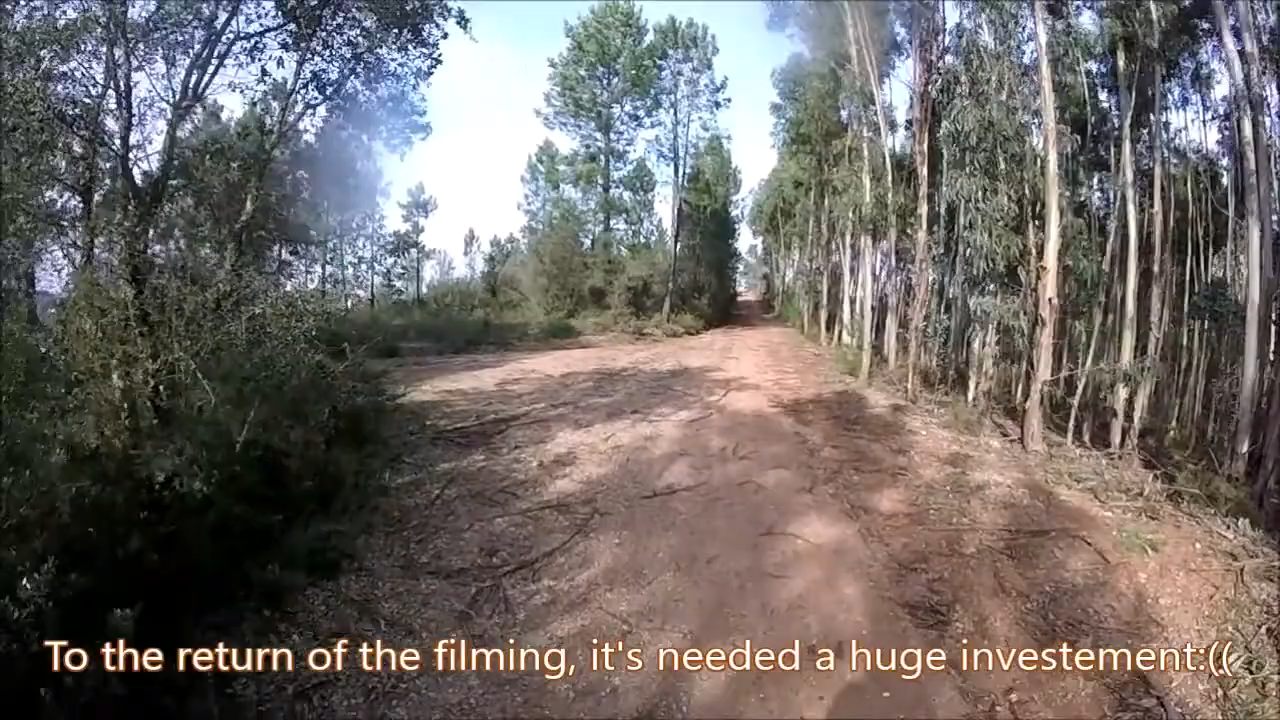 To the return of the filming, it's needed a huge investement:((